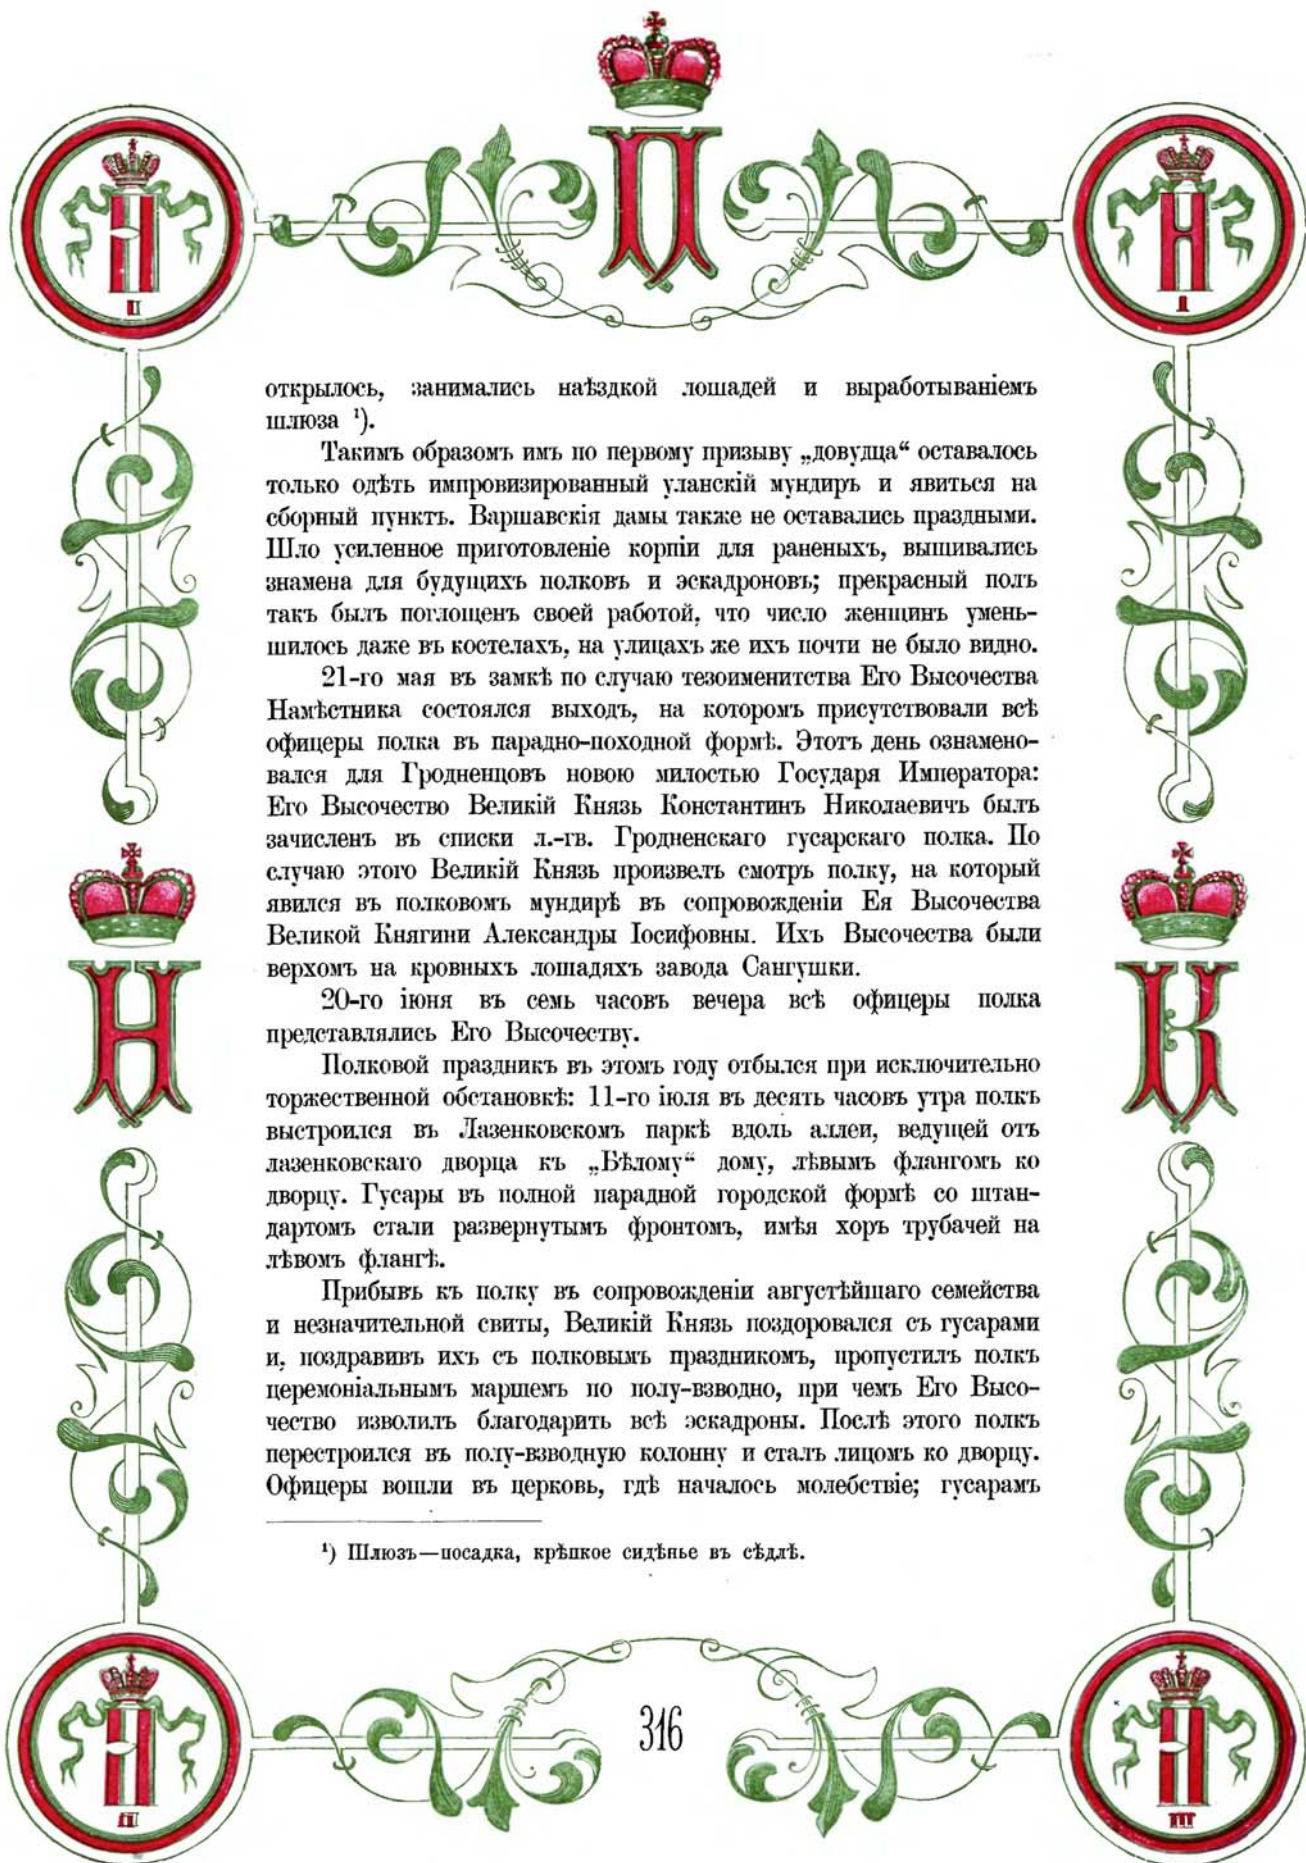 П
II
I
открылось, занимались наѣздкой лошадей и выработываніемъ
шлюза ¹).
Такимъ образомъ имъ по первому призыву „довудца“ оставалось
только одѣть импровизированный уланскій мундиръ и явиться на
сборный пунктъ. Варшавскія дамы также не оставались праздными.
Шло усиленное приготовленіе корпіи для раненыхъ, вышивались
знамена для будущихъ полковъ и эскадроновъ; прекрасный полъ
такъ былъ поглощенъ своей работой, что число женщинъ умень-
шилось даже въ костелахъ, на улицахъ же ихъ почти не было видно.
21-го мая въ замкѣ по случаю тезоименитства Его Высочества
Намѣстника состоялся выходъ, на которомъ присутствовали всѣ
офицеры полка въ парадно-походной формѣ. Этотъ день ознамено-
вался для Гродненцовъ новою милостью Государя Императора:
Его Высочество Великій Князь Константинъ Николаевичъ былъ
зачисленъ въ списки л.-гв. Гродненскаго гусарскаго полка. По
случаю этого Великій Князь произвелъ смотръ полку, на который
явился въ полковомъ мундирѣ въ сопровожденіи Ея Высочества
Великой Княгини Александры Іосифовны. Ихъ Высочества были
верхомъ на кровныхъ лошадяхъ завода Сангушки.
20-го іюня въ семь часовъ вечера всѣ офицеры полка
представлялись Его Высочеству.
Полковой праздникъ въ этомъ году отбылся при исключительно
торжественной обстановкѣ: 11-го іюля въ десять часовъ утра полкъ
выстроился въ Лазенковскомъ паркѣ вдоль аллеи, ведущей отъ
лазенковскаго дворца къ „Бѣлому“ дому, лѣвымъ флангомъ ко
дворцу. Гусары въ полной парадной городской формѣ со штан-
дартомъ стали развернутымъ фронтомъ, имѣя хоръ трубачей на
лѣвомъ флангѣ.
Прибывъ къ полку въ сопровожденіи августѣйшаго семейства
и незначительной свиты, Великій Князь поздоровался съ гусарами
и, поздравивъ ихъ съ полковымъ праздникомъ, пропустилъ полкъ
церемоніальнымъ маршемъ по полу-взводно, при чемъ Его Высо-
чество изволилъ благодарить всѣ эскадроны. Послѣ этого полкъ
перестроился въ полу-взводную колонну и сталъ лицомъ ко дворцу.
Офицеры вошли въ церковь, гдѣ началось молебствіе; гусарамъ
¹) Шлюзъ—посадка, крѣпкое сидѣнье въ сѣдлѣ.
Н
К
316
III